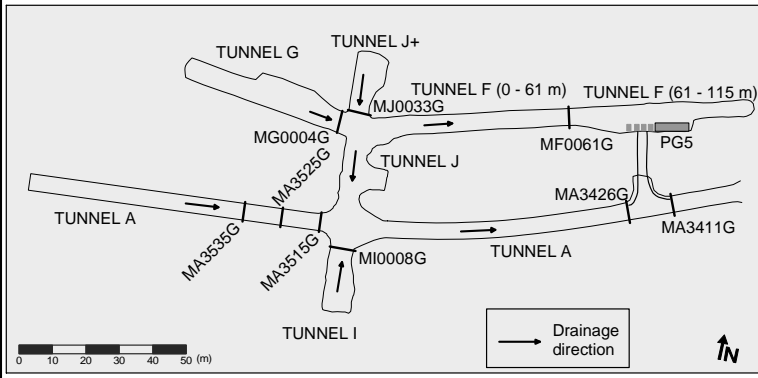 TUNNEL J+
TUNNEL G
TUNNEL F (0 - 61 m)
TUNNEL F (61 - 115 m)
MJ0033G
MG0004G
MF0061G
PG5
MA3525G
TUNNEL J
MA3426G
TUNNEL A
MA3535G
MA3515G
MI0008G
TUNNEL A
MA3411G
TUNNEL I
Drainage
direction
0 10 20 30 40 50 (m)
N